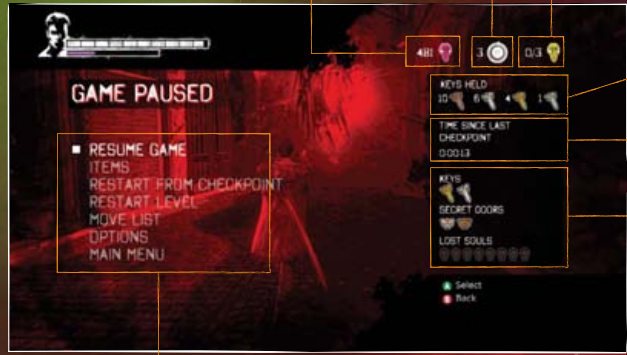 481 3 0/3
GAME PAUSED
KEYS HELD
10 6 4 1
TIME SINCE LAST
CHECKPOINT
0:00:13
RESUME GAME
ITEMS
RESTART FROM CHECKPOINT
RESTART LEVEL
MOVE LIST
OPTIONS
MAIN MENU
KEYS
SECRET DOORS
LOST SOULS
A Select
B Back